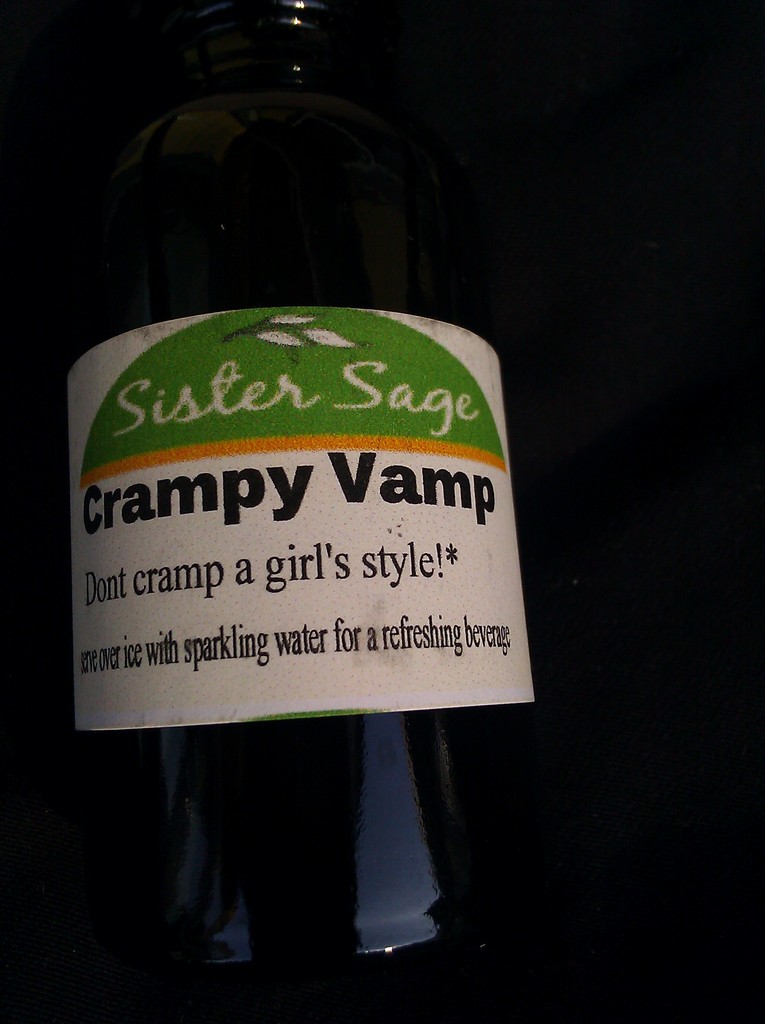 Sister Sage
Crampy Vamp
Dont cramp a girl's style!*
serve over ice with sparkling water for a refreshing beverage